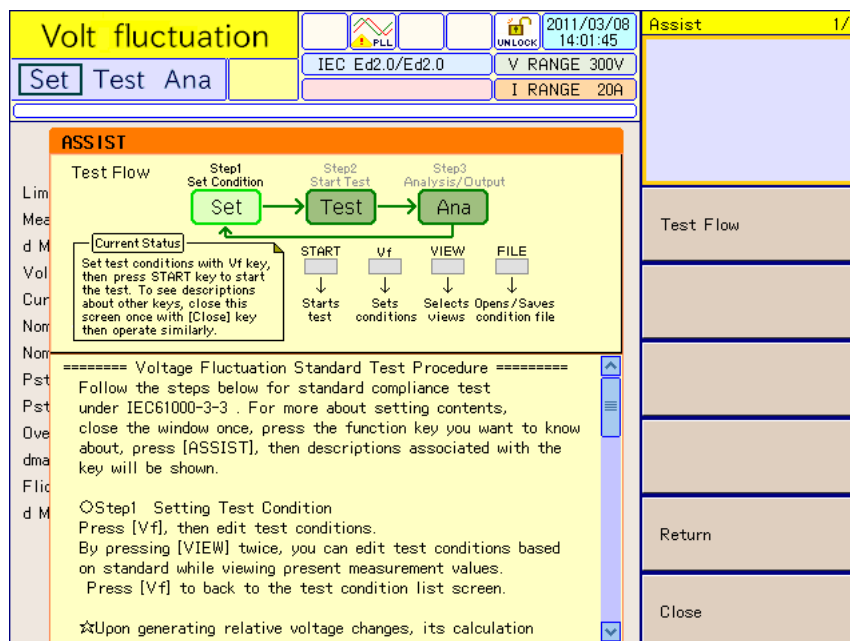 Volt fluctuation
PLL
UNLOCK
2011/03/08
14:01:45
Assist 1/
IEC Ed2.0/Ed2.0
V RANGE 300V
Set Test Ana
I RANGE 20A
ASSIST
Test Flow
Step1
Set Condition
Step2
Start Test
Step3
Analysis/Output
Set
Test
Ana
Current Status
Set test conditions with Vf key,
then press START key to start
the test. To see descriptions
about other keys, close this
screen once with [Close] key
then operate similarly.
START
Vf
VIEW
FILE
Starts
test
Sets
conditions
Selects
views
Opens/Saves
condition file
Lim
Mea
d M
Vol
Cur
Nom
Nom
Pst
Pst
Ove
dma
Flic
d M
======== Voltage Fluctuation Standard Test Procedure =========
Follow the steps below for standard compliance test
under IEC61000-3-3 . For more about setting contents,
close the window once, press the function key you want to know
about, press [ASSIST], then descriptions associated with the
key will be shown.
○Step1 Setting Test Condition
Press [Vf], then edit test conditions.
By pressing [VIEW] twice, you can edit test conditions based
on standard while viewing present measurement values.
Press [Vf] to back to the test condition list screen.
☆Upon generating relative voltage changes, its calculation
Test Flow
Return
Close